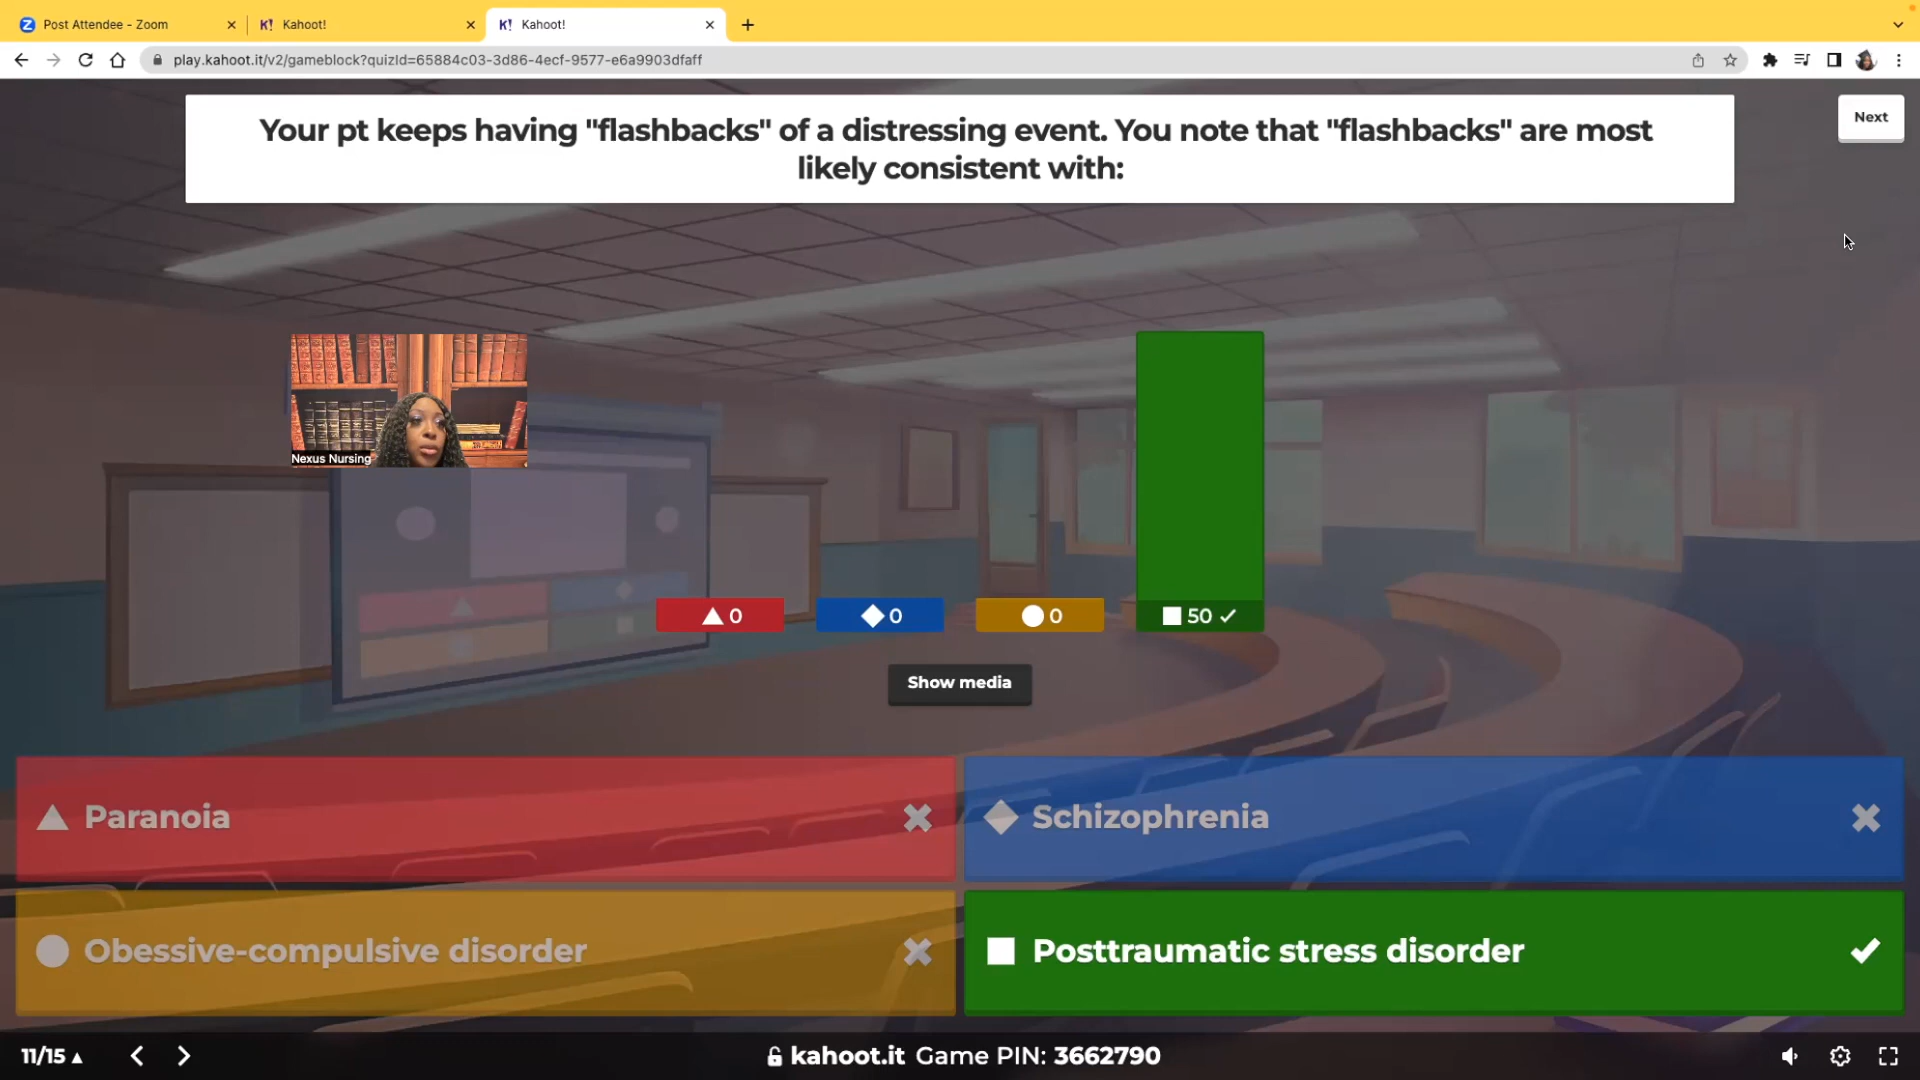 Post Attendee - Zoom
K! Kahoot!
K! Kahoot!
play.kahoot.it/v2/gameblock?quizId=65884c03-3d86-4ecf-9577-e6a9903dfaff
Your pt keeps having "flashbacks" of a distressing event. You note that "flashbacks" are most
likely consistent with:
Next
Nexus Nursing
0
0
0
50
Show media
Paranoia
Schizophrenia
Obessive-compulsive disorder
Posttraumatic stress disorder
11/15
kahoot.it Game PIN: 3662790